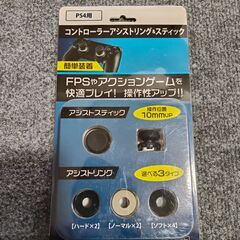 PS4用
コントローラーアシストリング&スティック
簡単装着
FPSやアクションゲームを
快適プレイ!操作性アップ!!
アシストスティック
操作位置
10mmUP
アシストリング
選べる3タイプ
【ハード×2】
【ノーマル×2】
【ソフト×4】